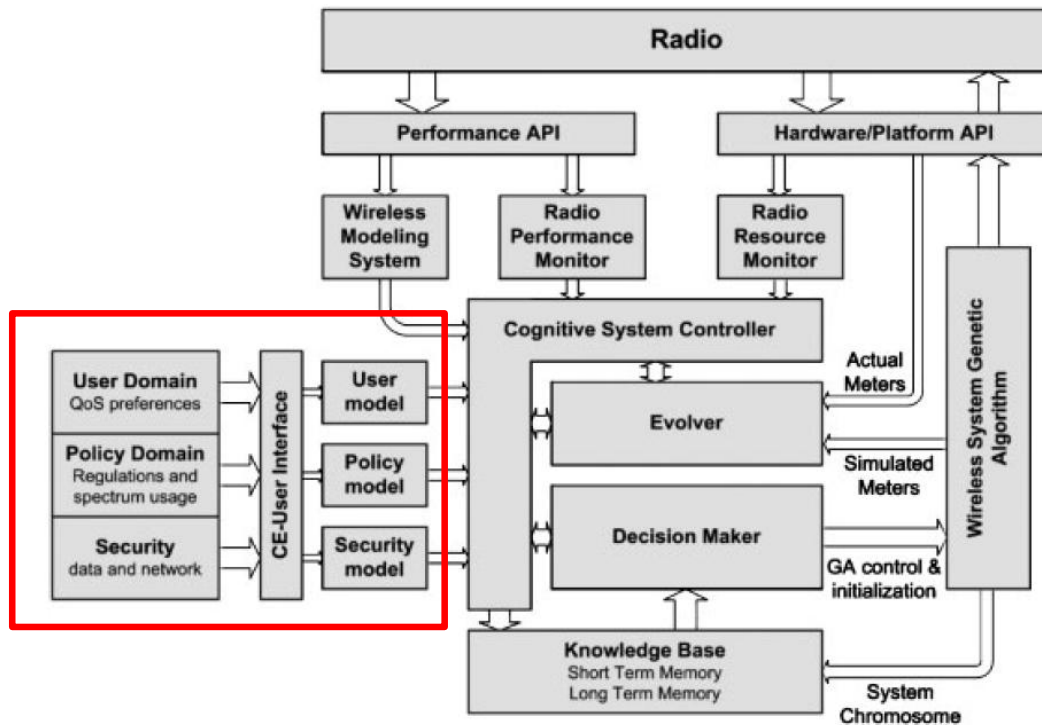 Radio
Performance API
Hardware/Platform API
Wireless
Modeling
System
Radio
Performance
Monitor
Radio
Resource
Monitor
Cognitive System Controller
User Domain
QoS preferences
Policy Domain
Regulations and
spectrum usage
Security
data and network
CE-User Interface
User
model
Policy
model
Security
model
Evolver
Decision Maker
Actual
Meters
Simulated
Meters
GA control &
initialization
Wireless System Genetic
Algorithm
Knowledge Base
Short Term Memory
Long Term Memory
System
Chromosome